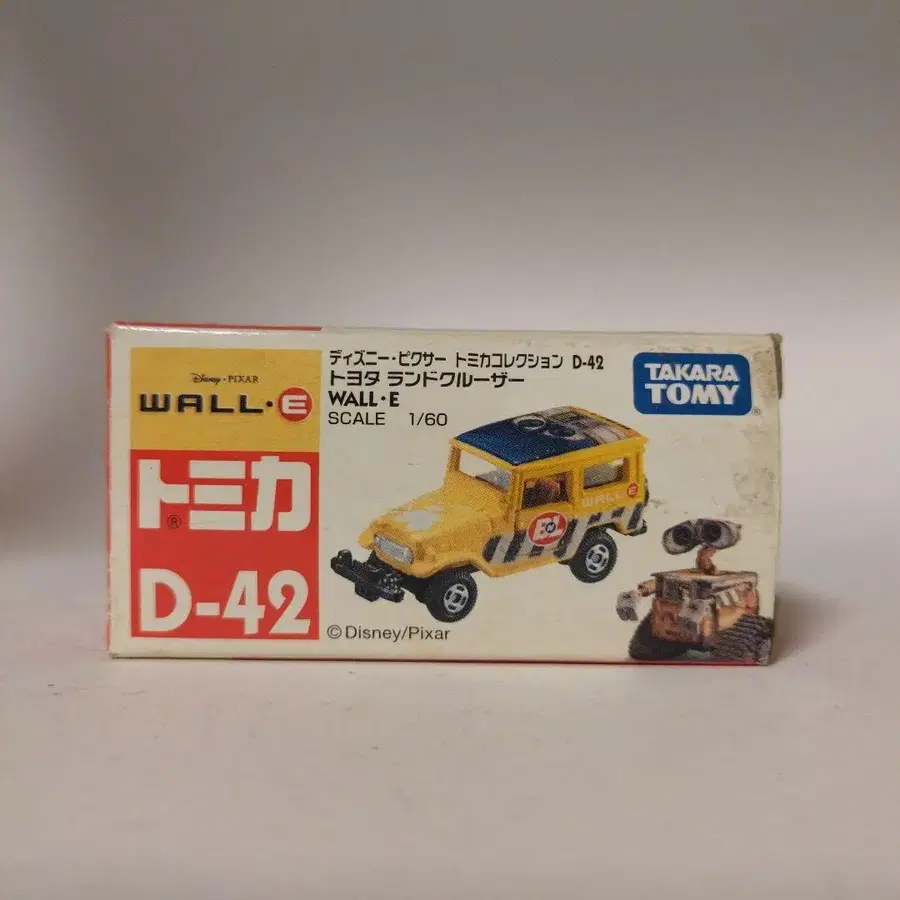 Disney・PIXAR
WALL・E
トミカ
®
D-42
ディズニー・ピクサー トミカコレクション D-42
トヨタ ランドクルーザー
WALL・E
SCALE 1/60
TAKARA
TOMY®
WALL・E
BnL
©Disney/Pixar